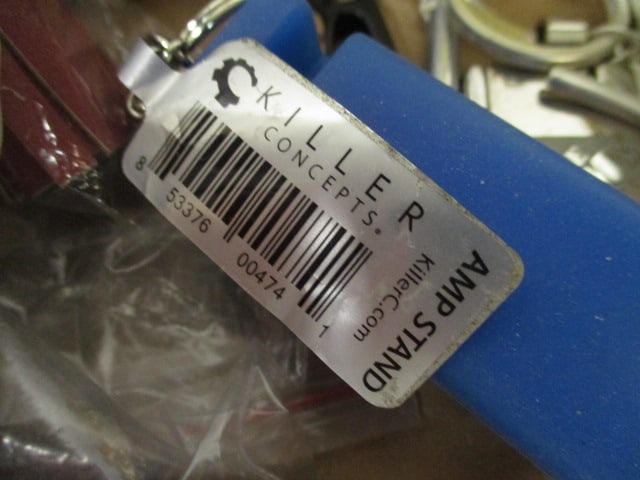 KILLER
CONCEPTS®
8 53376 00474 1
KillerC.com
AMP STAND